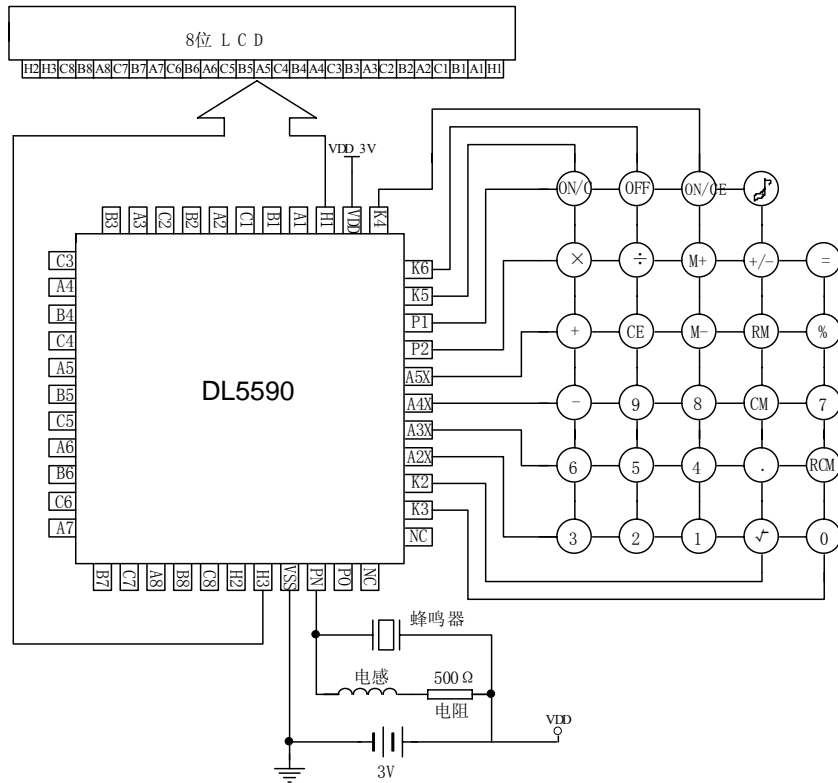 8位 L C D
H2 H3 C8 B8 A8 C7 B7 A7 C6 B6 A6 C5 B5 A5 C4 B4 A4 C3 B3 A3 C2 B2 A2 C1 B1 A1 H1
VDD 3V
B3 A3 C2 B2 A2 C1 B1 A1 H1 VDD K4
C3
A4
B4
C4
A5
B5
C5
A6
B6
C6
A7
DL5590
K6
K5
P1
P2
A5X
A4X
A3X
A2X
K2
K3
NC
B7 C7 A8 B8 C8 H2 H3 VSS PN PO NC
ON/C OFF ON/CE
× ÷ M+ +/- =
+ CE M- RM %
- 9 8 CM 7
6 5 4 . RCM
3 2 1 √ 0
蜂鸣器
电感 500Ω
电阻
VDD
3V